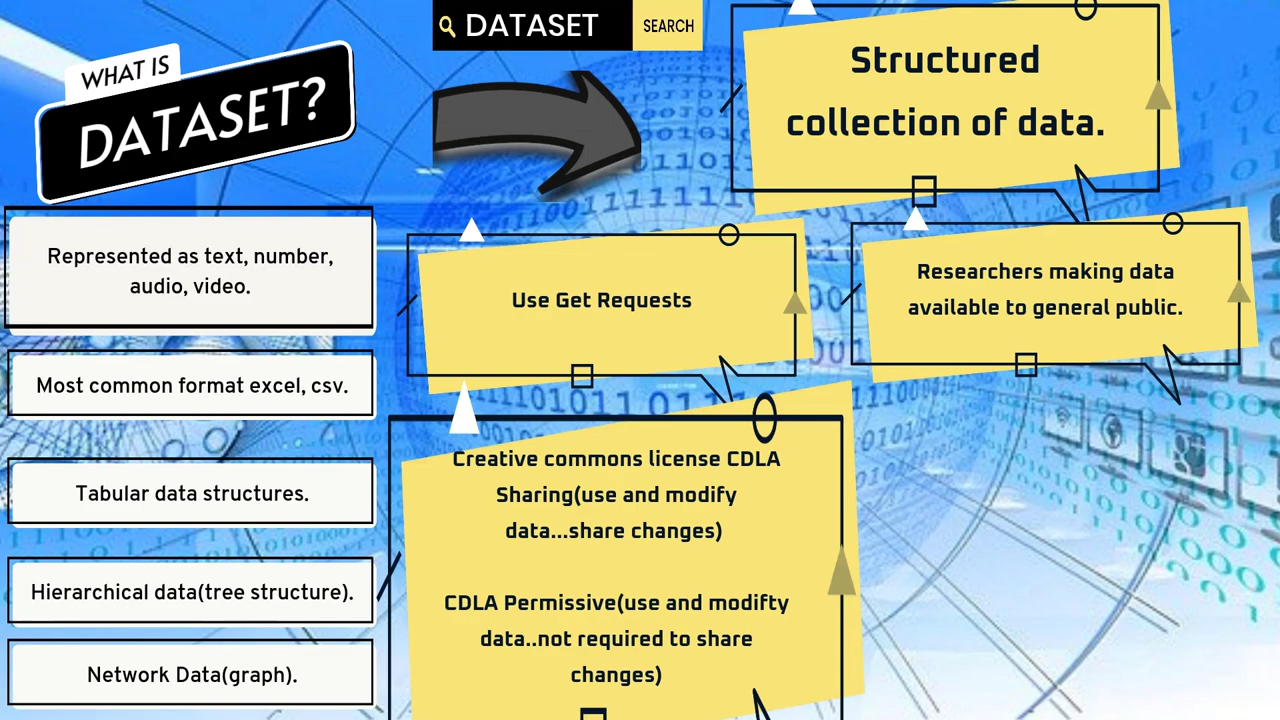 WHAT IS
DATASET?
DATASET
SEARCH
Structured
collection of data.
Represented as text, number,
audio, video.
Most common format excel, csv.
Tabular data structures.
Hierarchical data(tree structure).
Network Data(graph).
Use Get Requests
Researchers making data
available to general public.
Creative commons license CDLA
Sharing(use and modify
data...share changes)
CDLA Permissive(use and modifty
data..not required to share
changes)